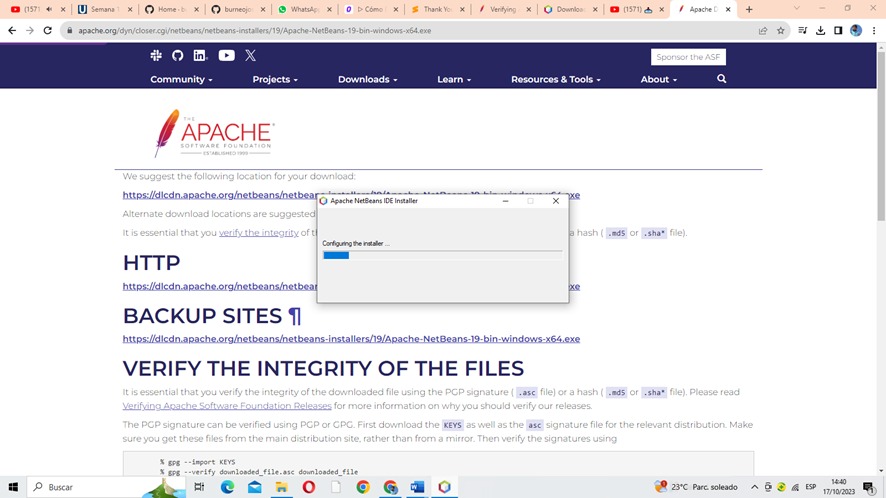 (1571)
Semana 1
Home - b
burneojos
WhatsApp
▷ Cómo
Thank You
Verifying
Downloa
(1571)
Apache D
apache.org/dyn/closer.cgi/netbeans/netbeans-installers/19/Apache-NetBeans-19-bin-windows-x64.exe
Sponsor the ASF
Community Projects Downloads Learn Resources & Tools About
THE
APACHE®
SOFTWARE FOUNDATION
ESTABLISHED 1999
We suggest the following location for your download:
https://dlcdn.apache.org/netbeans/netbeans-installers/19/Apache-NetBeans-19-bin-windows-x64.exe
Apache NetBeans IDE Installer
Alternate download locations are suggested
It is essential that you verify the integrity of th a hash ( .md5 or .sha* file).
Configuring the installer ...
HTTP
https://dlcdn.apache.org/netbeans/netbe exe
BACKUP SITES ¶
https://dlcdn.apache.org/netbeans/netbeans-installers/19/Apache-NetBeans-19-bin-windows-x64.exe
VERIFY THE INTEGRITY OF THE FILES
It is essential that you verify the integrity of the downloaded file using the PGP signature ( .asc file) or a hash ( .md5 or .sha* file). Please read
Verifying Apache Software Foundation Releases for more information on why you should verify our releases.
The PGP signature can be verified using PGP or GPG. First download the KEYS as well as the asc signature file for the relevant distribution. Make
sure you get these files from the main distribution site, rather than from a mirror. Then verify the signatures using
% gpg --import KEYS
% gpg --verify downloaded_file.asc downloaded_file
Buscar
23°C Parc. soleado
ESP
14:40
17/10/2023